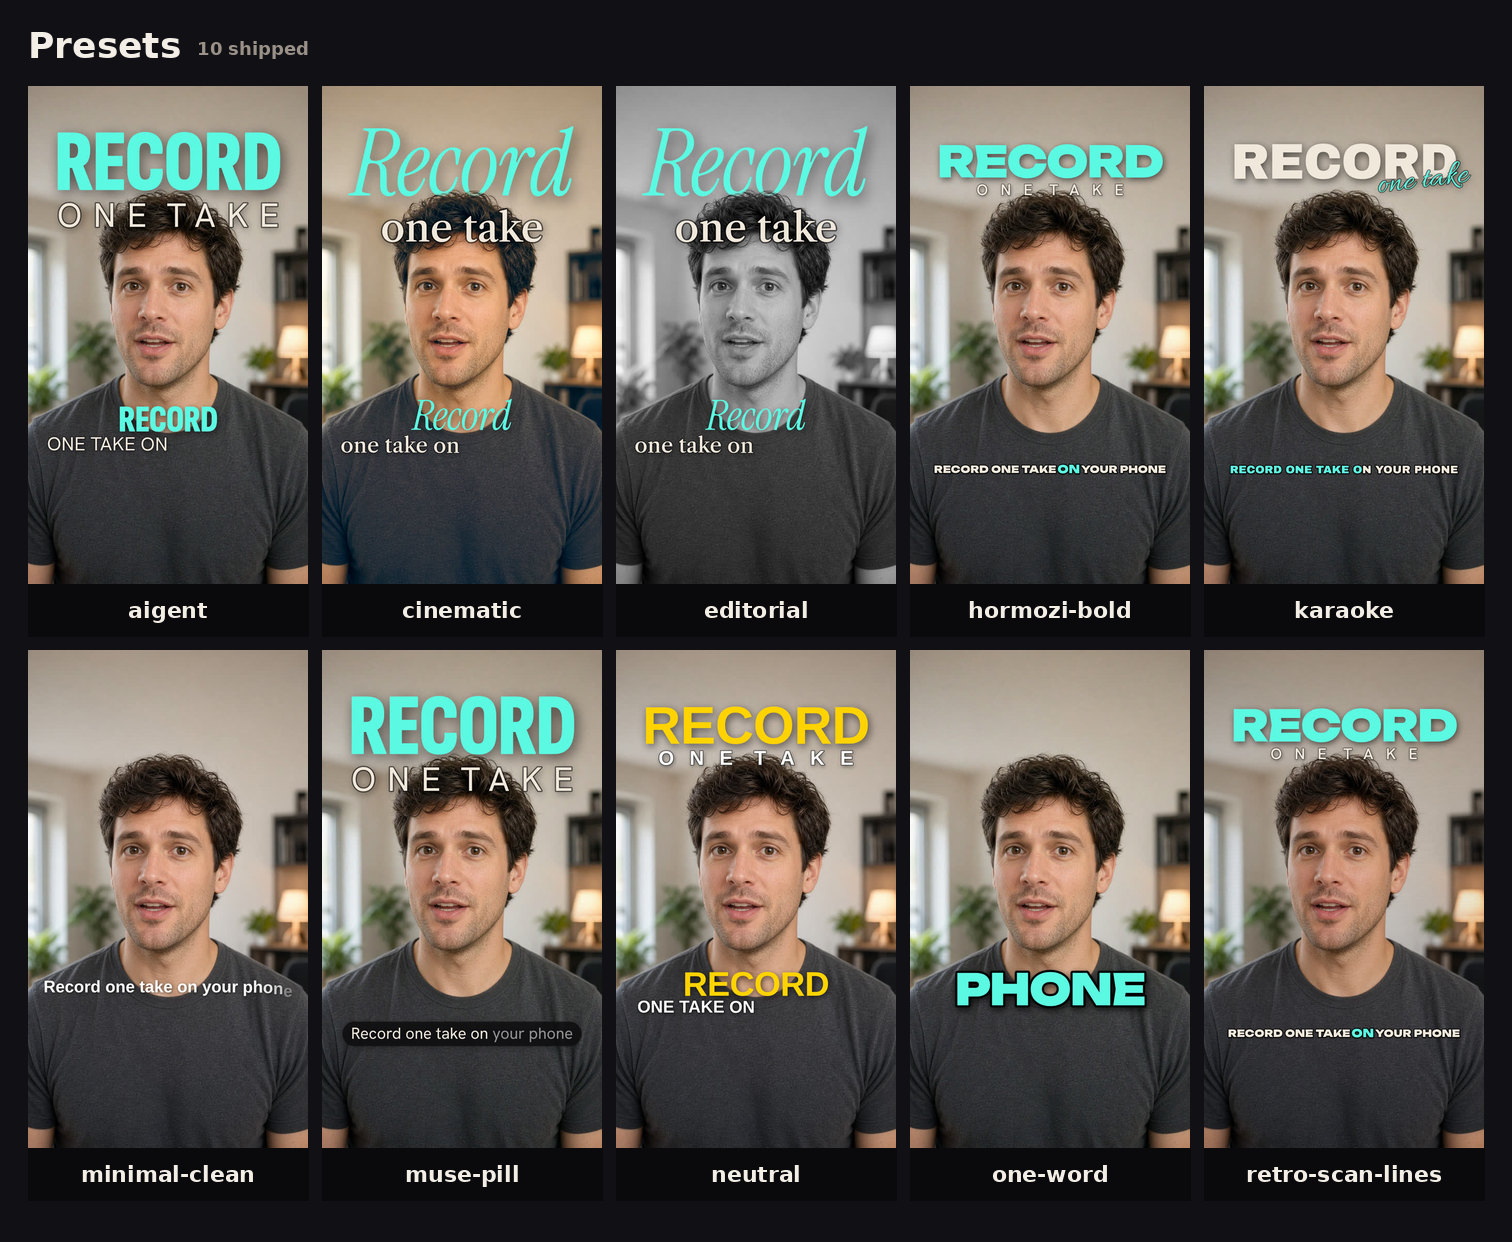 Presets 10 shipped
RECORD
ONE TAKE
RECORD
ONE TAKE ON
aigent
Record
one take
Record
one take on
cinematic
Record
one take
Record
one take on
editorial
RECORD
ONE TAKE
RECORD ONE TAKE ON YOUR PHONE
hormozi-bold
RECORD
one take
RECORD ONE TAKE ON YOUR PHONE
karaoke
Record one take on your phone
minimal-clean
RECORD
ONE TAKE
Record one take on your phone
muse-pill
RECORD
ONE TAKE
RECORD
ONE TAKE ON
neutral
PHONE
one-word
RECORD
ONE TAKE
RECORD ONE TAKE ON YOUR PHONE
retro-scan-lines